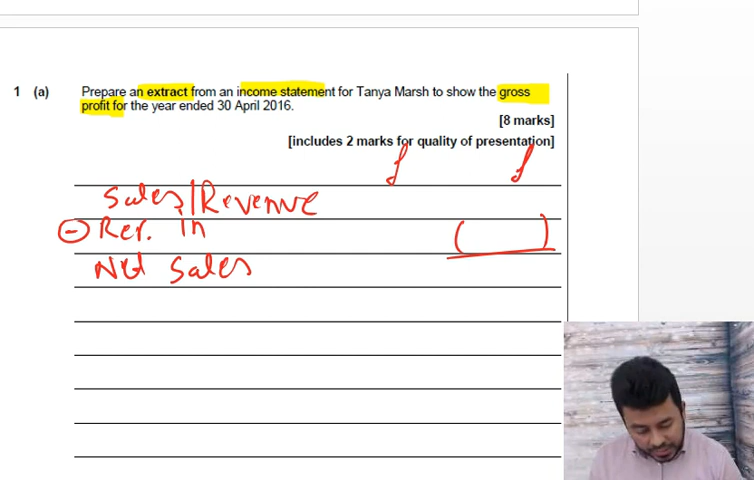 1 (a) Prepare an extract from an income statement for Tanya Marsh to show the gross
profit for the year ended 30 April 2016.
[8 marks]
[includes 2 marks for quality of presentation]
£ £
Sales/Revenue
(-) Ret. In ( )
Net Sales